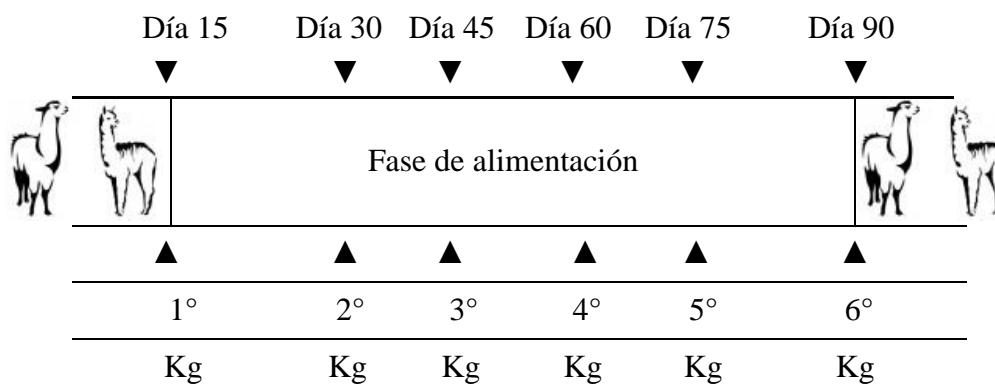 Día 15 Día 30 Día 45 Día 60 Día 75 Día 90
Fase de alimentación
1° 2° 3° 4° 5° 6°
Kg Kg Kg Kg Kg Kg